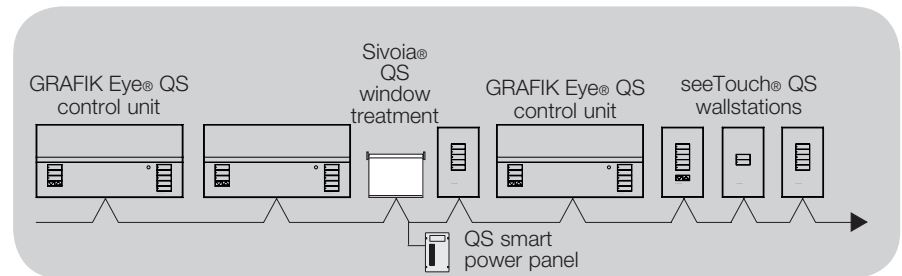 GRAFIK Eye® QS
control unit
Sivoia®
QS
window
treatment
GRAFIK Eye® QS
control unit
seeTouch® QS
wallstations
QS smart
power panel